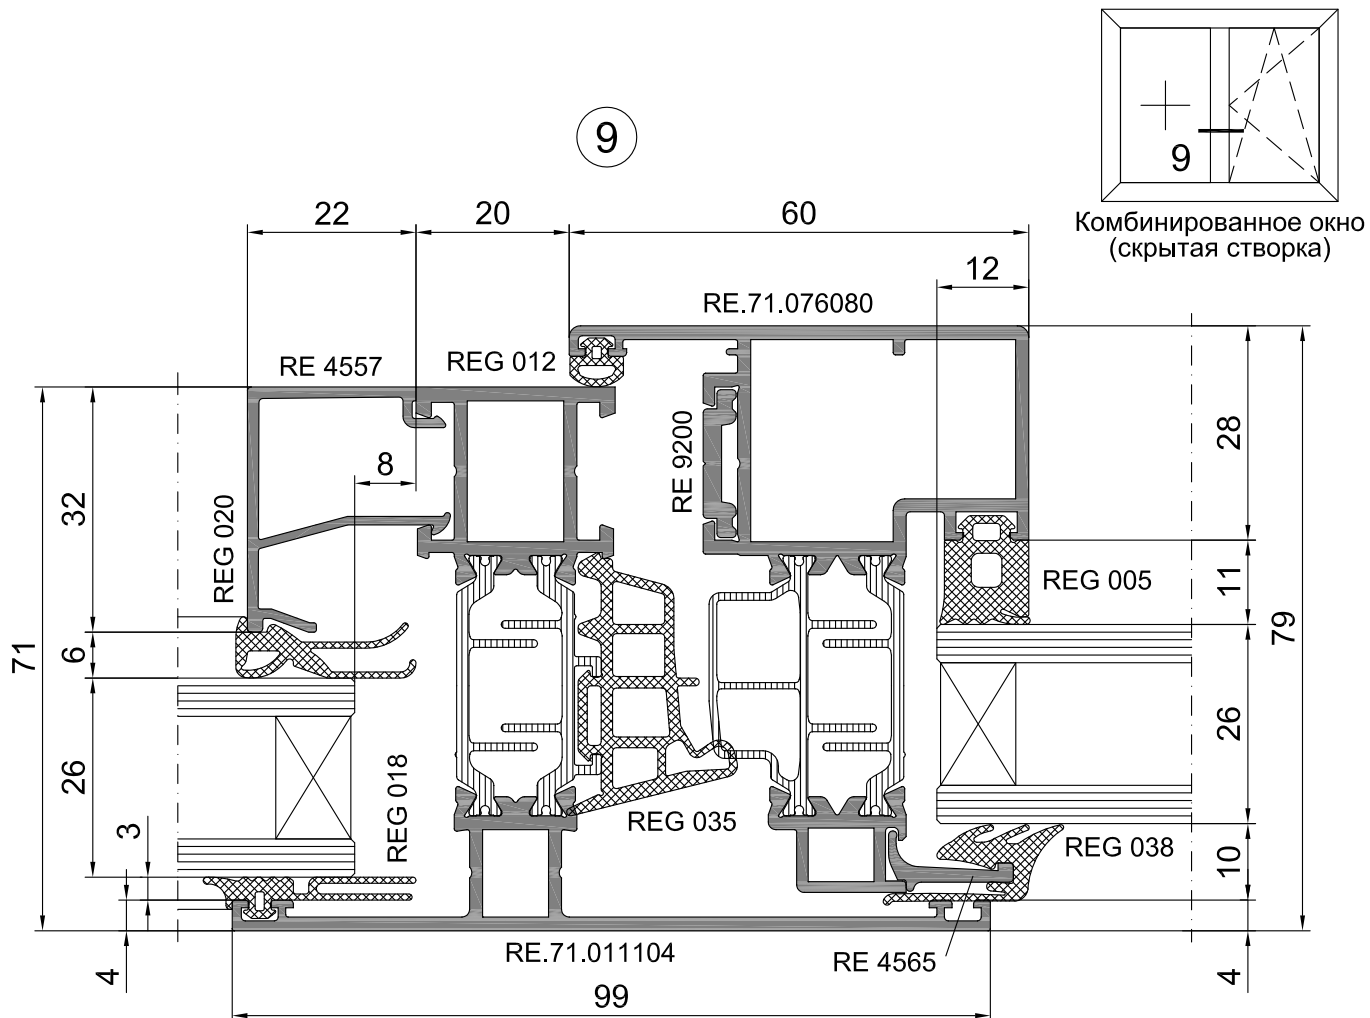 9
9
Комбинированное окно
(скрытая створка)
22
20
60
12
RE.71.076080
RE 4557
REG 012
8
RE 9200
REG 020
REG 005
32
6
71
26
3
4
28
11
79
26
10
4
REG 018
REG 035
REG 038
RE.71.011104
RE 4565
99